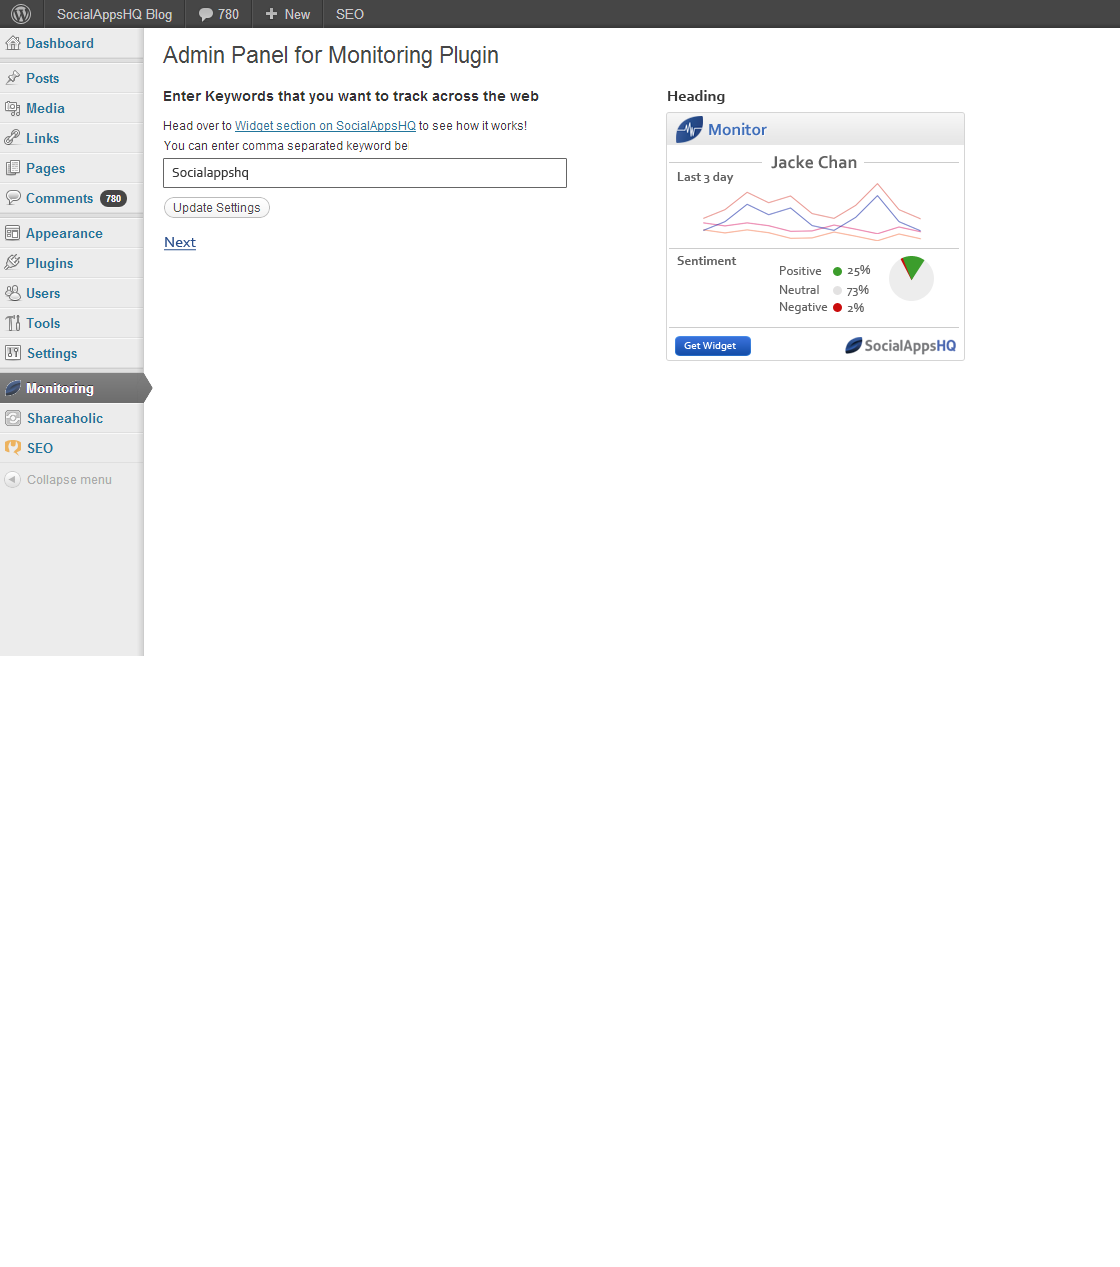 SocialAppsHQ Blog 780 New SEO
Dashboard
Posts
Media
Links
Pages
Comments 780
Appearance
Plugins
Users
Tools
Settings
Monitoring
Shareaholic
SEO
Collapse menu
Admin Panel for Monitoring Plugin
Enter Keywords that you want to track across the web
Head over to Widget section on SocialAppsHQ to see how it works!
You can enter comma separated keyword be
Socialappshq
Update Settings
Next
Heading
Monitor
Jacke Chan
Last 3 day
Sentiment
Positive 25%
Neutral 73%
Negative 2%
Get Widget SocialAppsHQ